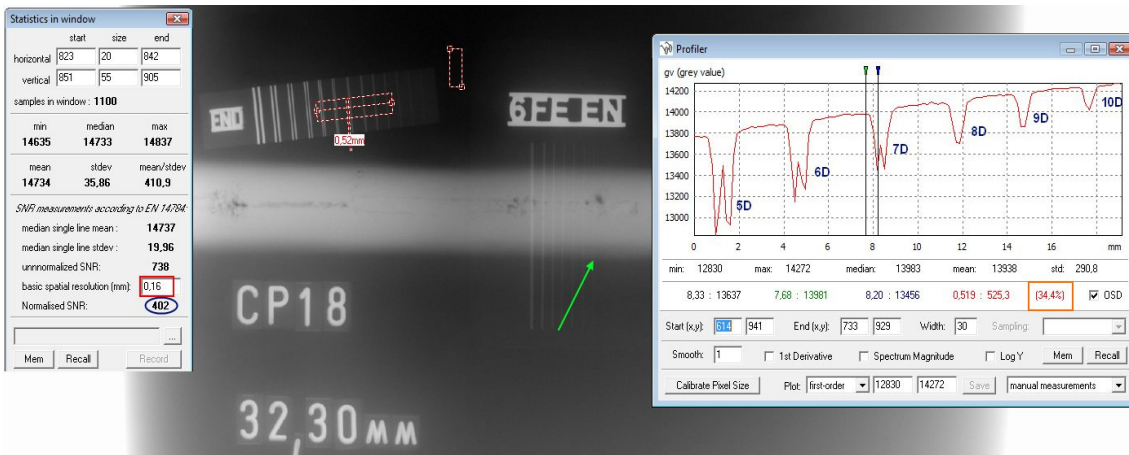 Statistics in window
start size end
horizontal 823 20 842
vertical 851 55 905
samples in window : 1100
min median max
14635 14733 14837
mean stdev mean/stdev
14734 35,86 410,9
SNR measurements according to EN 14784:
median single line mean : 14737
median single line stdev : 19,96
unnnormalized SNR: 738
basic spatial resolution (mm): 0,16
Normalised SNR: 402
...
Mem Recall Record
END
0,52mm
6FE EN
CP18
32,30MM
Profiler
gv (grey value)
14200
14000
13800
13600
13400
13200
13000
5D
6D
7D
8D
9D
10D
0 2 4 6 8 10 12 14 16 mm
min: 12830 max: 14272 median: 13983 mean: 13938 std: 290,8
8,33 : 13637 7,68 : 13981 8,20 : 13456 0,519 : 525,3 (34,4%) OSD
Start (x,y): 614 941 End (x,y): 733 929 Width: 30 Sampling:
Smooth: 1 1st Derivative Spectrum Magnitude Log Y Mem Recall
Calibrate Pixel Size Plot: first-order 12830 14272 Save manual measurements